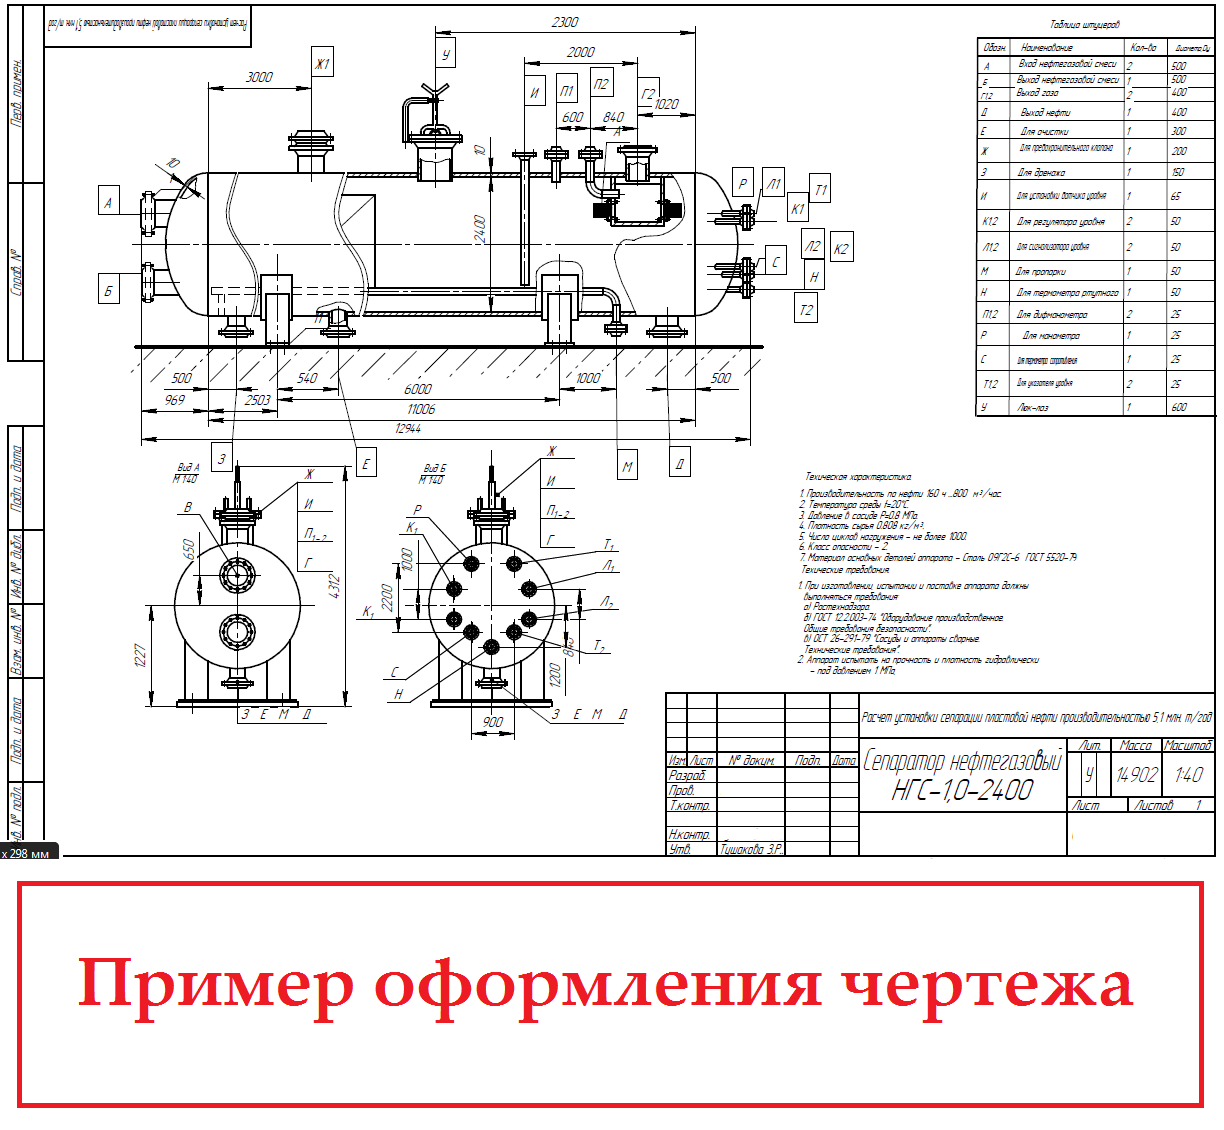 Расчет установки сепарации пластовой нефти производительностью 5,1 млн. т/год
Перв. примен.
Справ. №
Подп. и дата
Инв. № дубл.
Взам. инв. №
Подп. и дата
Инв. № подл.
x 298 мм
2300
2000
3000
1020
600
840
10
10
2400
Ж1
У
И
П1
П2
Г2
А
А
Б
П
Р
Л1
Т1
К1
Л2
К2
С
Н
Т2
500
540
6000
1000
500
969
2503
11006
12944
З
Е
М
Д
Вид А
М 1:40
В
Ж
И
П1-2
Г
650
1227
4312
З Е М Д
Вид Б
М 1:40
Ж
И
П1-2
Г
Р
К1
Т1
Л1
Л2
К1
Т2
С
Н
1000
2200
1200
900
З Е М Д
Таблица штуцеров
Обозн. Наименование Кол-ва Диаметр Dy
А Вход нефтегазовой смеси 2 500
Б Выход нефтегазовой смеси 1 500
Г1,2 Выход газа 2 400
Д Выход нефти 1 400
Е Для очистки 1 300
Ж Для предохранительного клапана 1 200
З Для дренажа 1 150
И Для установки датчика уровня 1 65
К1,2 Для регулятора уровня 2 50
Л1,2 Для сигнализатора уровня 2 50
М Для пропарки 1 50
Н Для термометра ртутного 1 50
П1,2 Для дифманометра 2 25
Р Для манометра 1 25
С Для термометра сопротивления 1 25
Т1,2 Для указателя уровня 2 25
У Люк-лаз 1 600
Техническая характеристика
1. Производительность по нефти 160 ч ...800 м³/час.
2. Температура среды t=20°С.
3. Давление в сосуде Р=0.8 МПа.
4. Плотность сырья 0.808 кг/м³.
5. Число циклов нагружения – не более 1000.
6. Класс опасности – 2.
7. Материал основных деталей аппарата – Сталь 09Г2С-6 ГОСТ 5520-79
Технические требования.
1. При изготовлении, испытании и поставке аппарата должны
выполняться требования
а) Ростехнадзора.
б) ГОСТ 12.2.003-74 "Оборудование производственное.
Общие требования безопасности".
в) ОСТ 26-291-79 "Сосуды и аппараты сварные.
Технические требования".
2. Аппарат испытать на прочность и плотность гидравлически
– под давлением 1 МПа,
Расчет установки сепарации пластовой нефти производительностью 5,1 млн. т/год
Изм. Лист № докум. Подп. Дата
Разраб.
Пров.
Т.контр.
Н.контр.
Утв. Тушакова З.Р..
Сепаратор нефтегазовый
НГС-1,0-2400
Лит. Масса Масштаб
У 14902 1:40
Лист Листов 1
Пример оформления чертежа